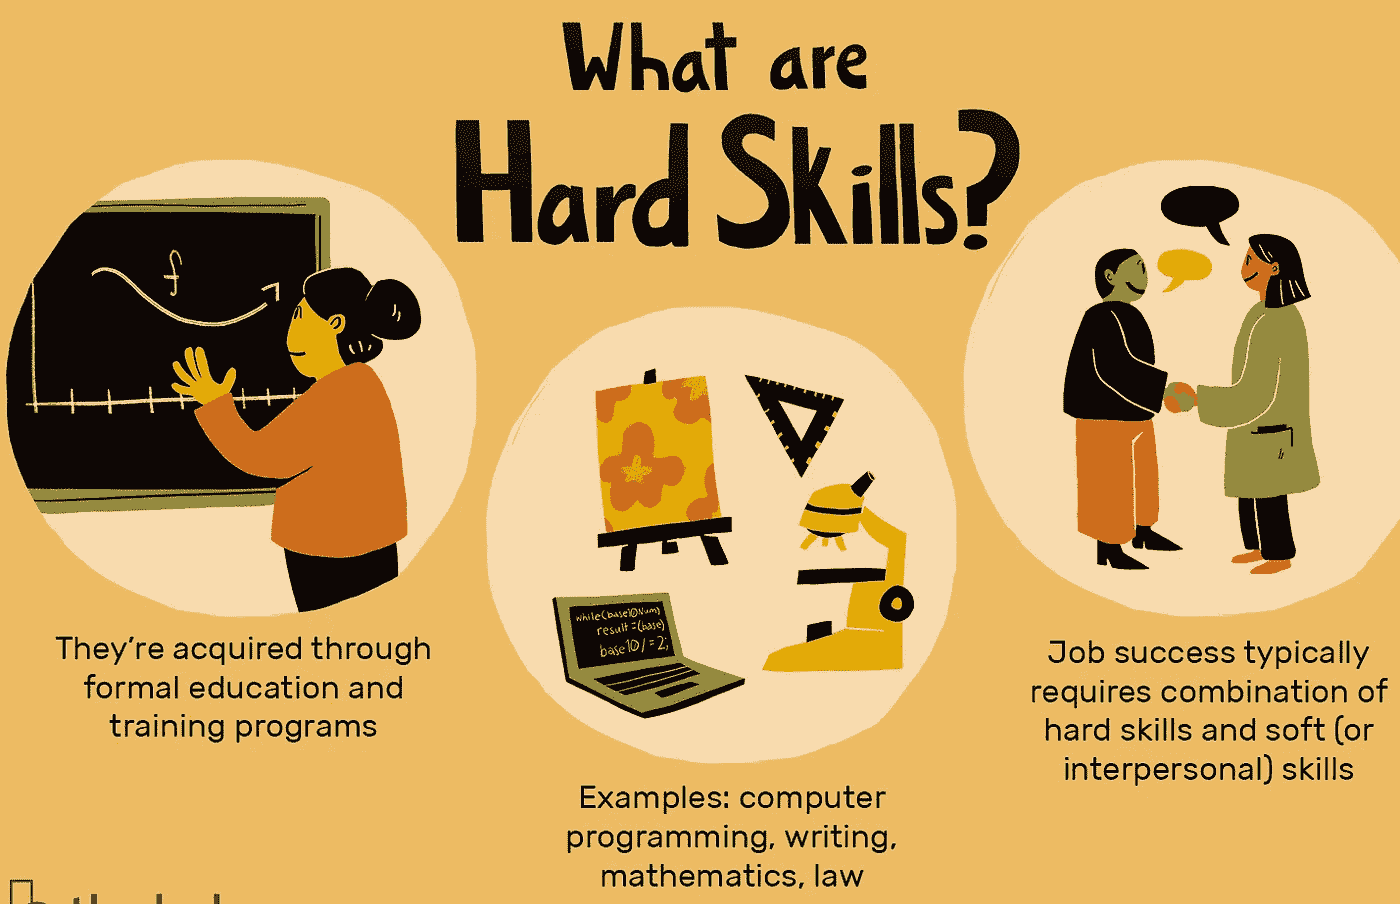 What are
Hard Skills?
f
while(base10Num)
result =(base)
base10/=2;
They’re acquired through
formal education and
training programs
Examples: computer
programming, writing,
mathematics, law
Job success typically
requires combination of
hard skills and soft (or
interpersonal) skills